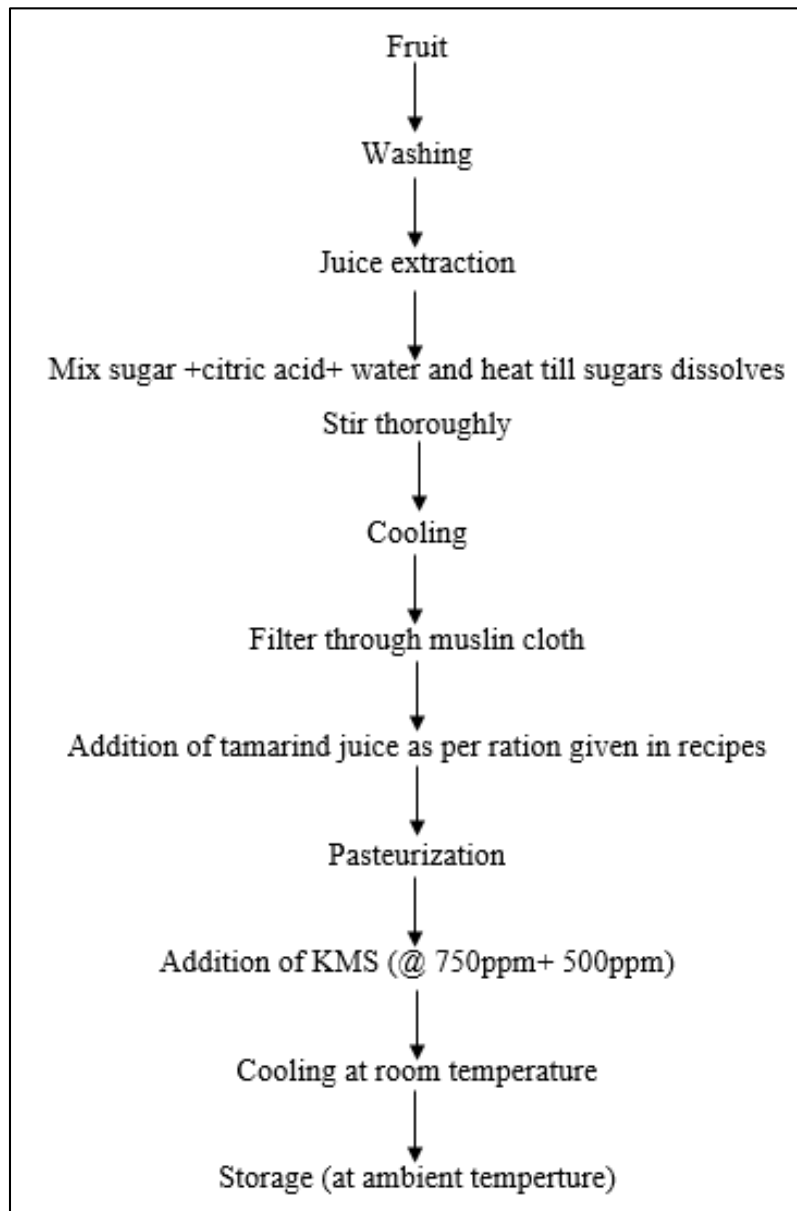 Fruit
Washing
Juice extraction
Mix sugar +citric acid+ water and heat till sugars dissolves
Stir thoroughly
Cooling
Filter through muslin cloth
Addition of tamarind juice as per ration given in recipes
Pasteurization
Addition of KMS (@ 750ppm+ 500ppm)
Cooling at room temperature
Storage (at ambient temperture)